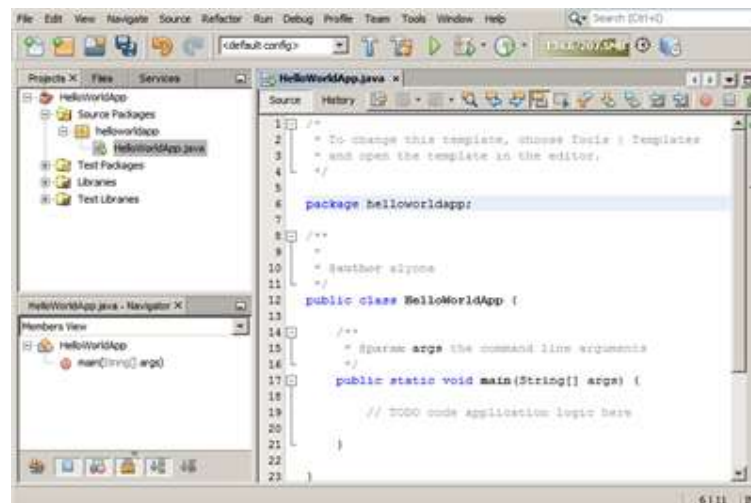 File Edit View Navigate Source Refactor Run Debug Profile Team Tools Window Help
Search (Ctrl+I)
<default config>
Projects X Files Services
HelloWorldApp
Source Packages
helloworldapp
HelloWorldApp.java
Test Packages
Libraries
Test Libraries
HelloWorldApp.java - Navigator X
Members View
HelloWorldApp
main(String[] args)
HelloWorldApp.java x
Source History
1 /*
2 * To change this template, choose Tools | Templates
3 * and open the template in the editor.
4 */
5
6 package helloworldapp;
7
8 /**
9 *
10 * @author alyona
11 */
12 public class HelloWorldApp {
13
14 /**
15 * @param args the command line arguments
16 */
17 public static void main(String[] args) {
18
19 // TODO code application logic here
20
21 }
22
23 }